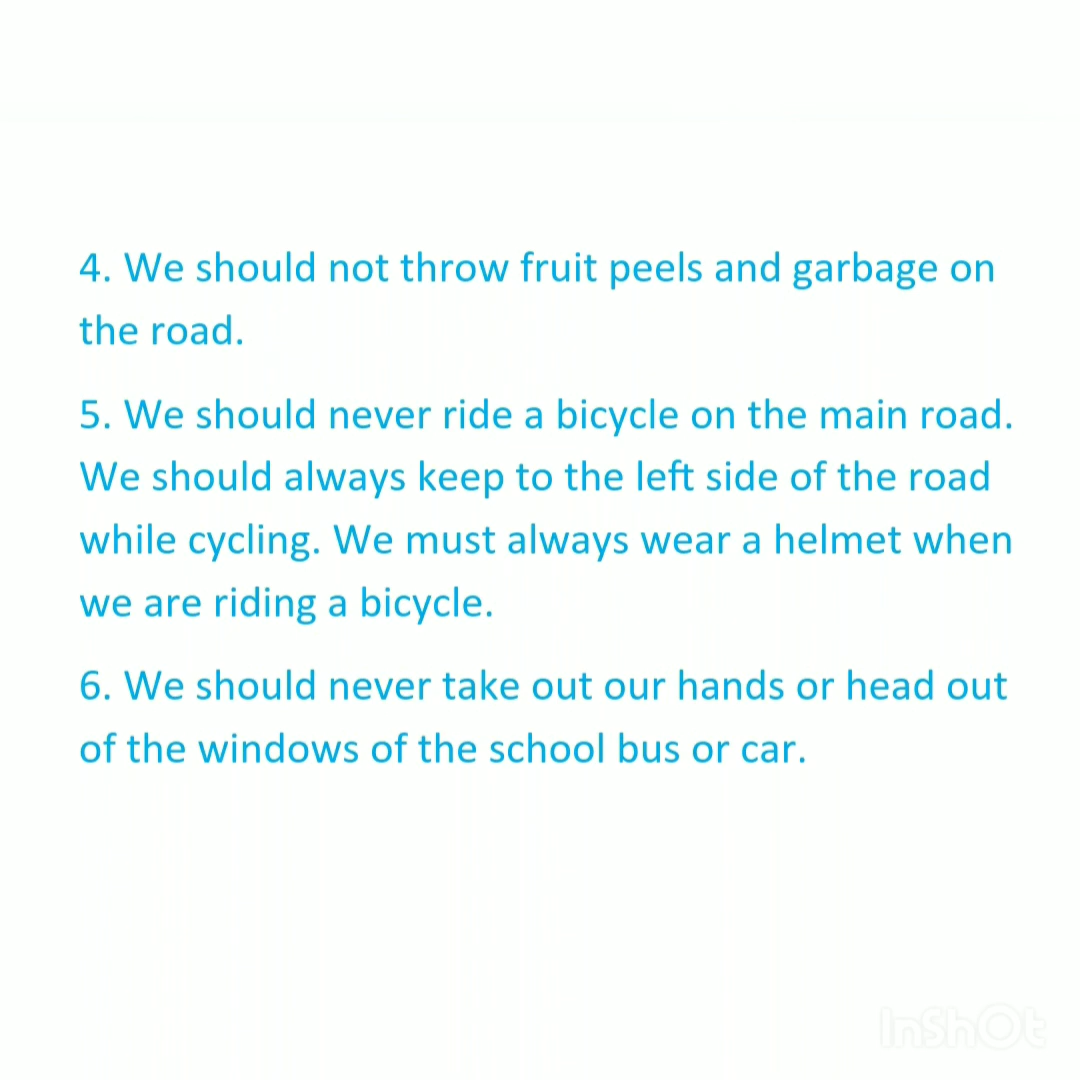 4. We should not throw fruit peels and garbage on
the road.
5. We should never ride a bicycle on the main road.
We should always keep to the left side of the road
while cycling. We must always wear a helmet when
we are riding a bicycle.
6. We should never take out our hands or head out
of the windows of the school bus or car.
InShOt